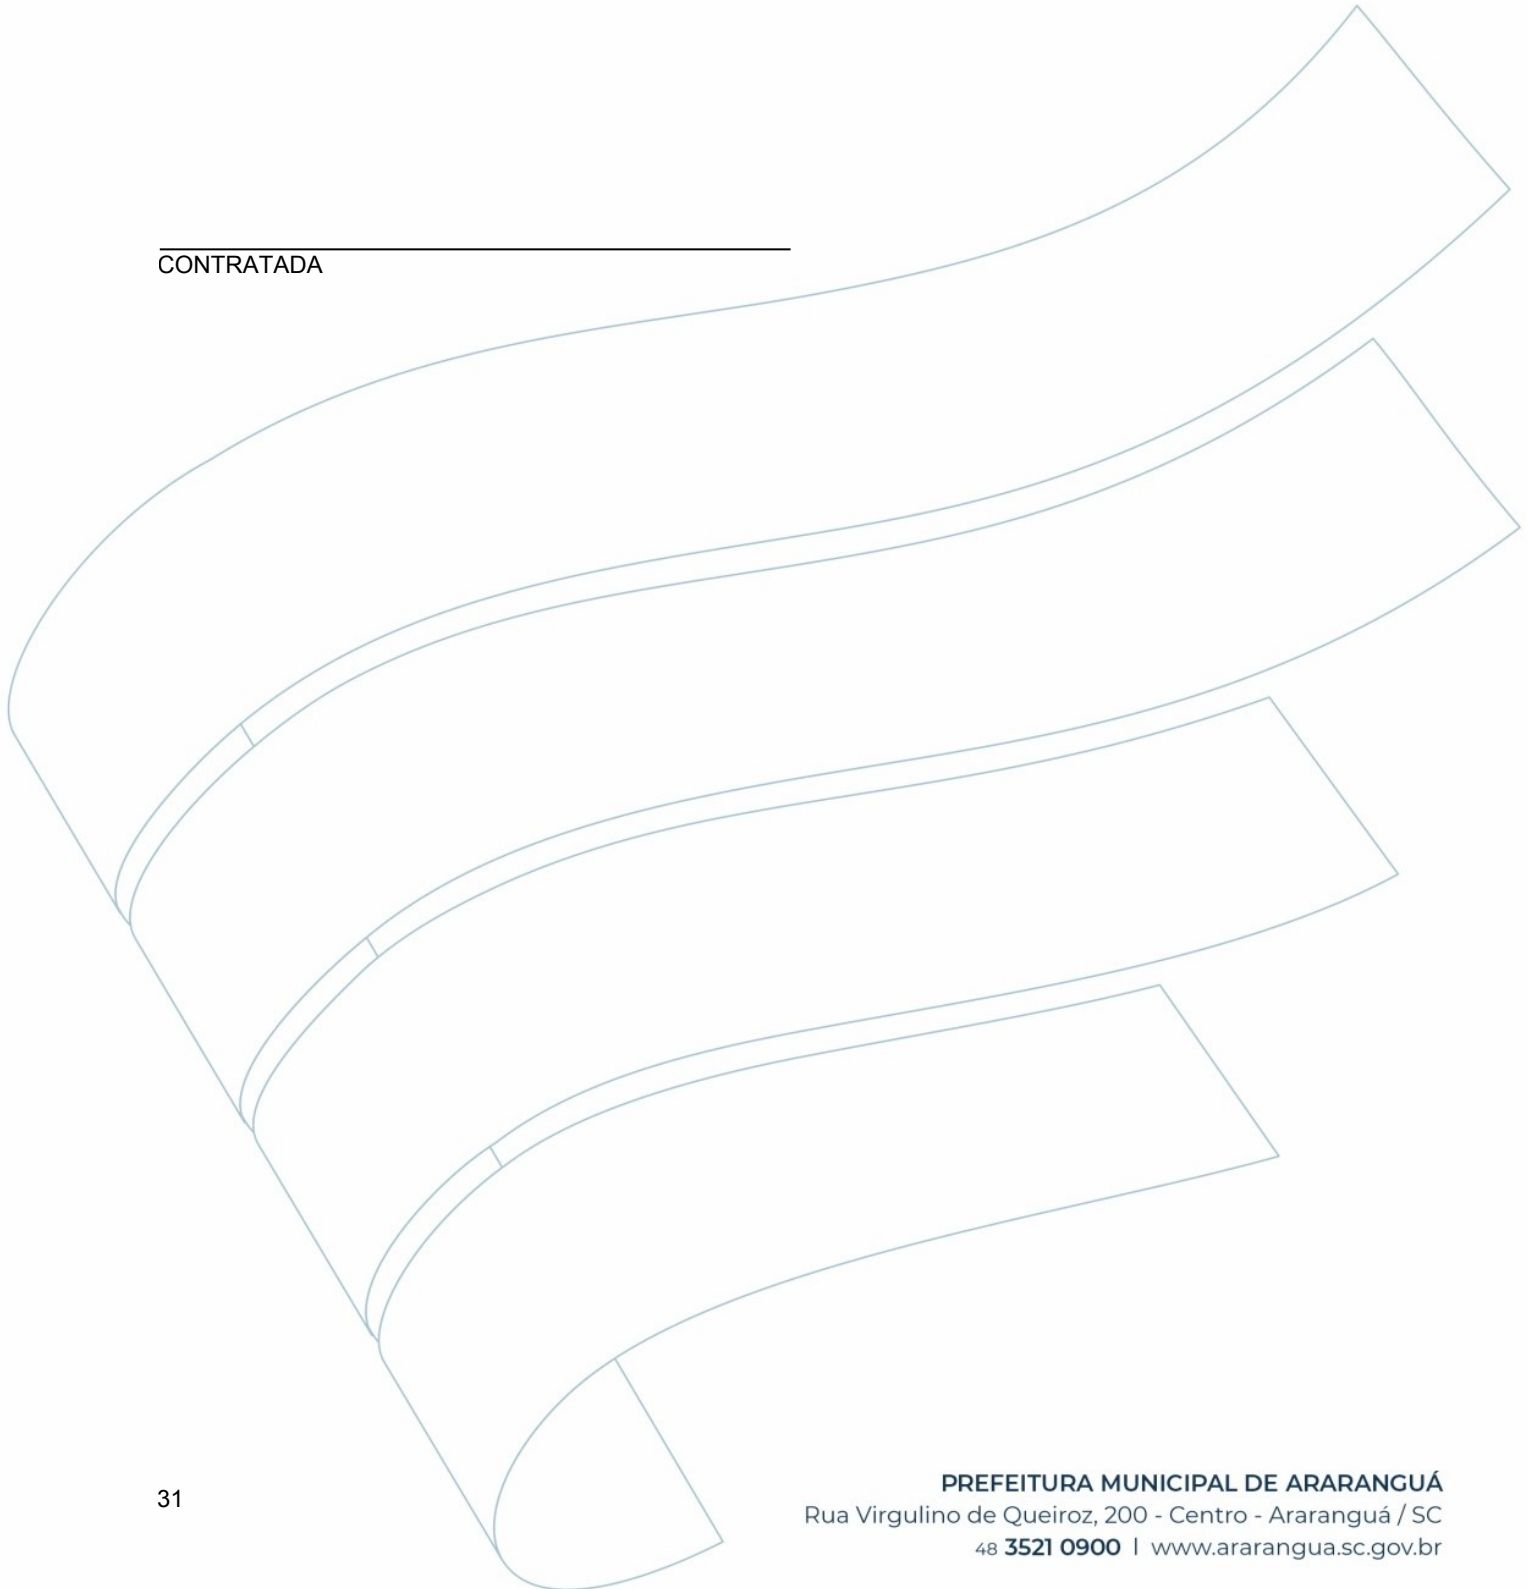 CONTRATADA
31
PREFEITURA MUNICIPAL DE ARARANGUÁ
Rua Virgulino de Queiroz, 200 - Centro - Araranguá / SC
48 3521 0900 | www.ararangua.sc.gov.br